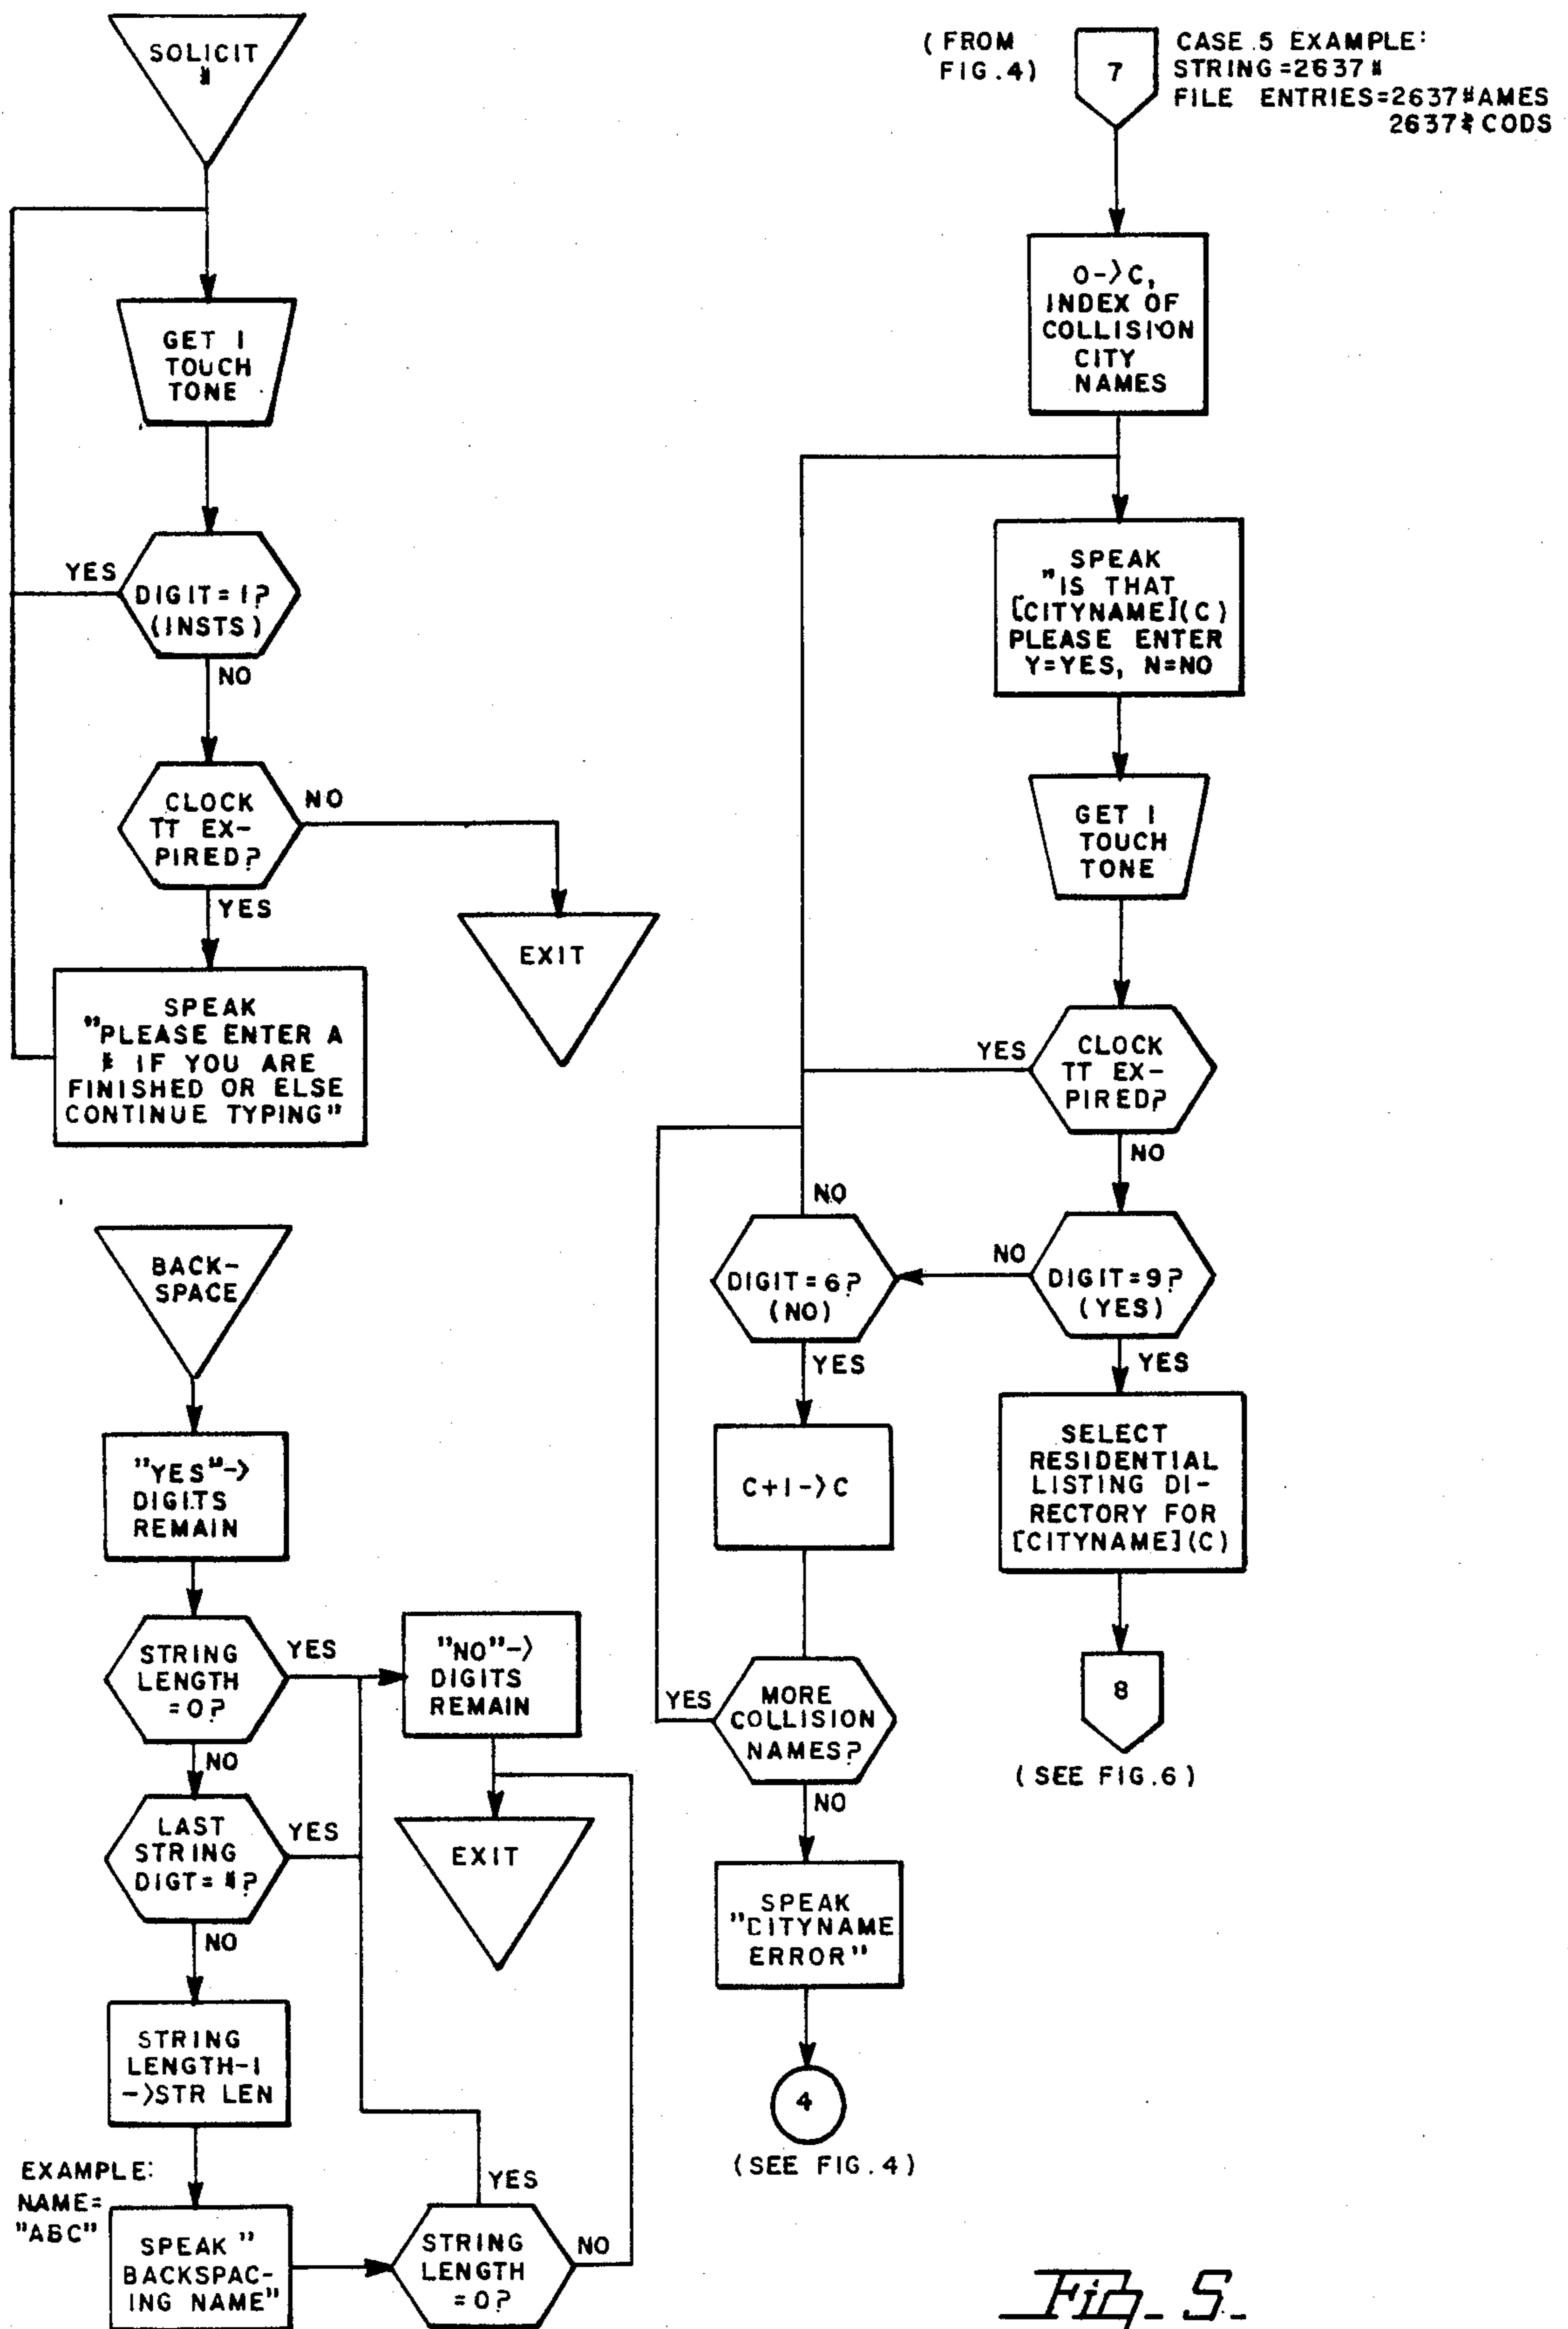 SOLICIT
#
GET 1
TOUCH
TONE
YES
DIGIT = 1?
(INSTS)
NO
CLOCK
TT EX-
PIRED?
NO
YES
EXIT
SPEAK
"PLEASE ENTER A
# IF YOU ARE
FINISHED OR ELSE
CONTINUE TYPING"
BACK-
SPACE
"YES"->
DIGITS
REMAIN
STRING
LENGTH
=0?
YES
"NO"->
DIGITS
REMAIN
NO
LAST
STRING
DIGT= #?
YES
EXIT
NO
STRING
LENGTH-1
->STR LEN
EXAMPLE:
NAME=
"ABC"
SPEAK "
BACKSPAC-
ING NAME"
YES
STRING
LENGTH
=0?
NO
(FROM
FIG.4)
7
CASE 5 EXAMPLE:
STRING=2637#
FILE ENTRIES=2637#AMES
2637#CODS
0->C,
INDEX OF
COLLISION
CITY
NAMES
SPEAK
"IS THAT
[CITYNAME](C)
PLEASE ENTER
Y=YES, N=NO
GET 1
TOUCH
TONE
YES
CLOCK
TT EX-
PIRED?
NO
NO
DIGIT=6?
(NO)
NO
DIGIT=9?
(YES)
YES
YES
C+1->C
SELECT
RESIDENTIAL
LISTING DI-
RECTORY FOR
[CITYNAME](C)
YES
MORE
COLLISION
NAMES?
8
(SEE FIG.6)
NO
SPEAK
"CITYNAME
ERROR"
4
(SEE FIG.4)
Fig. 5.